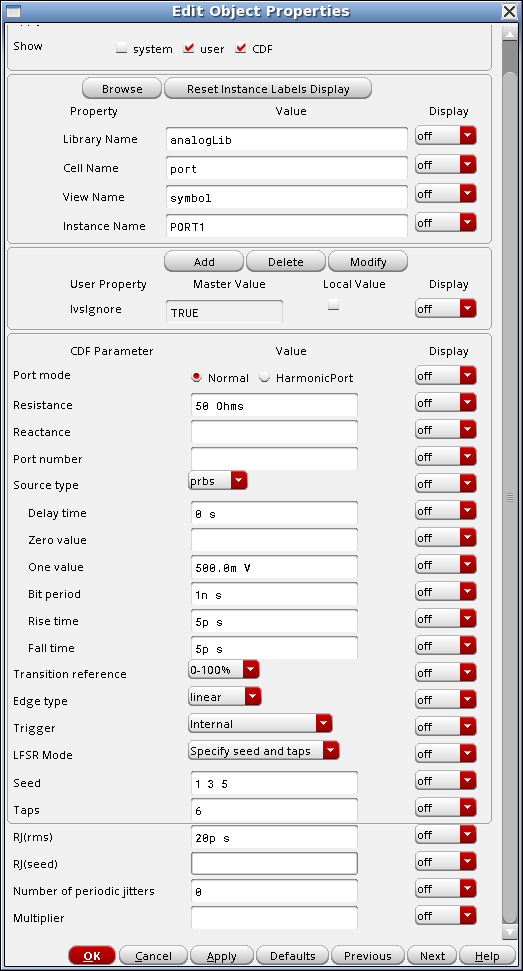 Edit Object Properties
Show system user CDF
Browse Reset Instance Labels Display
Property Value Display
Library Name analogLib off
Cell Name port off
View Name symbol off
Instance Name PORT1 off
Add Delete Modify
User Property Master Value Local Value Display
lvsIgnore TRUE off
CDF Parameter Value Display
Port mode Normal HarmonicPort off
Resistance 50 Ohms off
Reactance off
Port number off
Source type prbs off
Delay time 0 s off
Zero value off
One value 500.0m V off
Bit period 1n s off
Rise time 5p s off
Fall time 5p s off
Transition reference 0-100% off
Edge type linear off
Trigger Internal off
LFSR Mode Specify seed and taps off
Seed 1 3 5 off
Taps 6 off
RJ(rms) 20p s off
RJ(seed) off
Number of periodic jitters 0 off
Multiplier off
OK Cancel Apply Defaults Previous Next Help